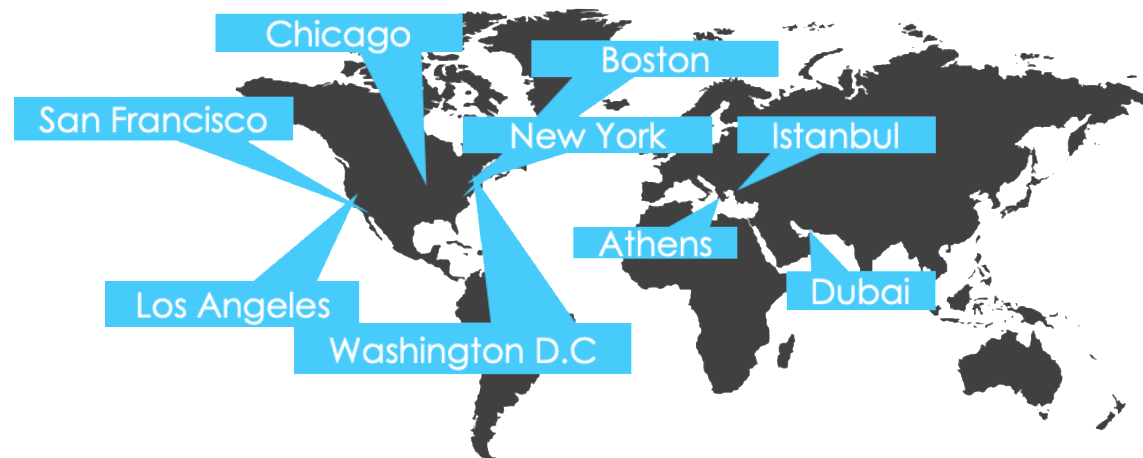 Chicago
Boston
San Francisco
New York
Istanbul
Athens
Dubai
Los Angeles
Washington D.C